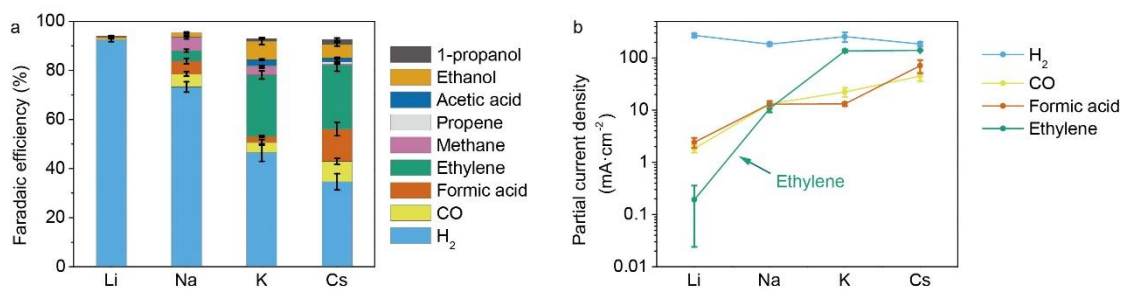 a
Faradaic efficiency (%)
100
80
60
40
20
0
Li Na K Cs
1-propanol
Ethanol
Acetic acid
Propene
Methane
Ethylene
Formic acid
CO
H₂
b
Partial current density
(mA·cm⁻²)
100
10
1
0.1
0.01
Ethylene
Li Na K Cs
H₂
CO
Formic acid
Ethylene